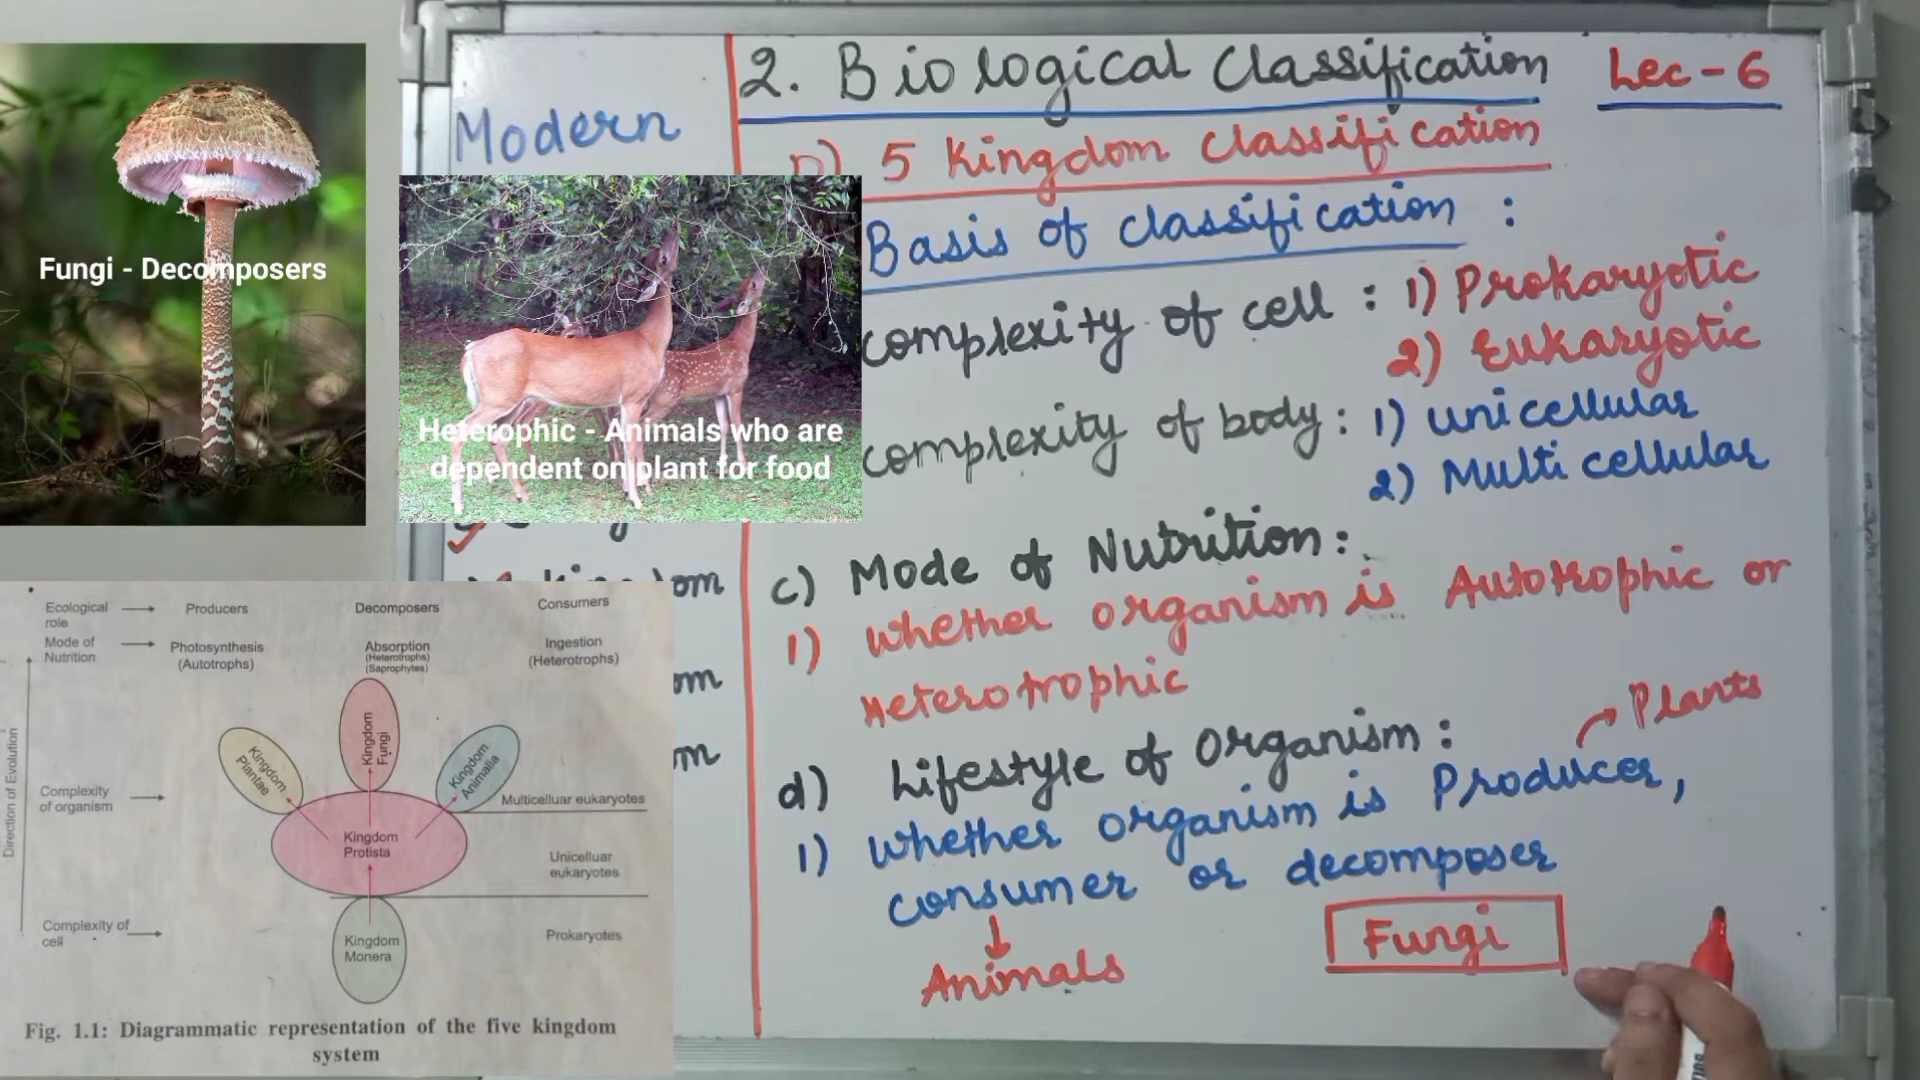 2. Biological Classification
Lec - 6
Modern
D) 5 Kingdom Classification
Basis of classification :
complexity of cell : 1) Prokaryotic
2) Eukaryotic
complexity of body : 1) unicellular
2) Multi cellular
c) Mode of Nutrition :
1) whether organism is Autotrophic or
Heterotrophic
d) Lifestyle of Organism :
Plants
1) whether organism is Producer,
consumer or decomposer
Animals
Fungi
Fungi - Decomposers
Heterophic - Animals who are
dependent on plant for food
Ecological
role
Producers
Decomposers
Consumers
Mode of
Nutrition
Photosynthesis
(Autotrophs)
Absorption
(Heterotrophs)
(Saprophytes)
Ingestion
(Heterotrophs)
Direction of Evolution
Kingdom
Plantae
Kingdom
Fungi
Kingdom
Animalia
Complexity
of organism
Multicelluar eukaryotes
Kingdom
Protista
Unicelluar
eukaryotes
Complexity of
cell
Kingdom
Monera
Prokaryotes
Fig. 1.1: Diagrammatic representation of the five kingdom
system